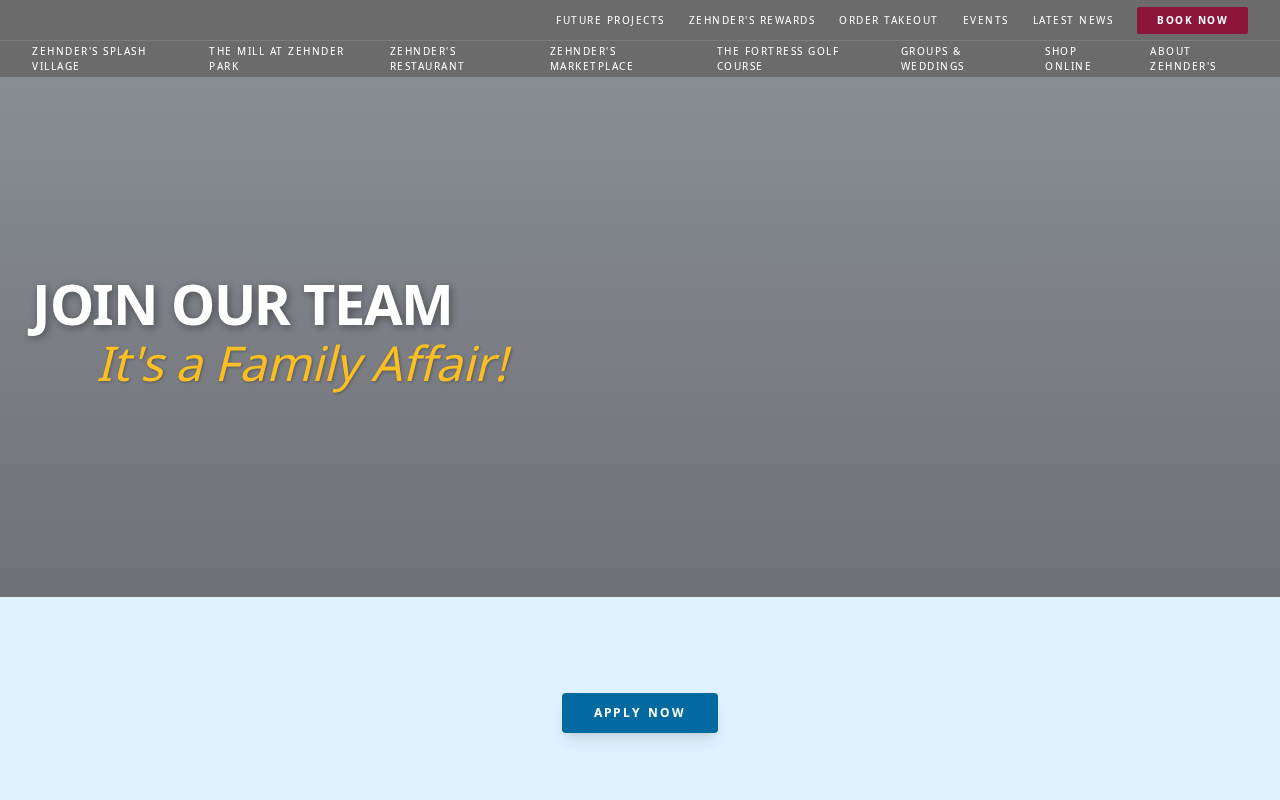 FUTURE PROJECTS ZEHNDER'S REWARDS ORDER TAKEOUT EVENTS LATEST NEWS BOOK NOW
ZEHNDER'S SPLASH VILLAGE
THE MILL AT ZEHNDER PARK
ZEHNDER'S RESTAURANT
ZEHNDER'S MARKETPLACE
THE FORTRESS GOLF COURSE
GROUPS & WEDDINGS
SHOP ONLINE
ABOUT ZEHNDER'S
JOIN OUR TEAM
It's a Family Affair!
APPLY NOW